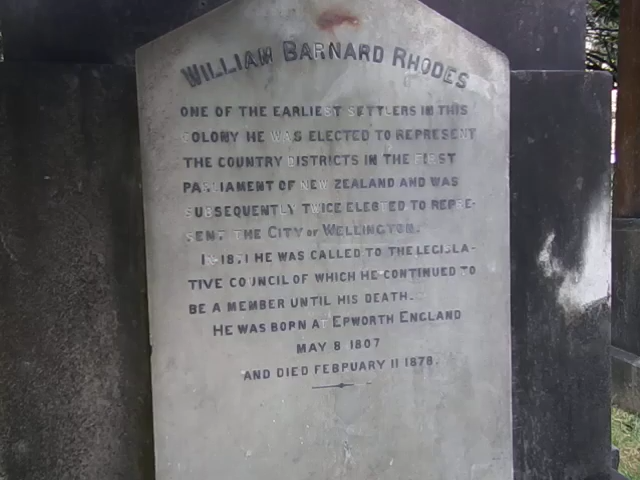 WILLIAM BARNARD RHODES
ONE OF THE EARLIEST SETTLERS IN THIS
COLONY HE WAS ELECTED TO REPRESENT
THE COUNTRY DISTRICTS IN THE FIRST
PARLIAMENT OF NEW ZEALAND AND WAS
SUBSEQUENTLY TWICE ELECTED TO REPRE-
SENT THE CITY OF WELLINGTON.
IN 1871 HE WAS CALLED TO THE LEGISLA-
TIVE COUNCIL OF WHICH HE CONTINUED TO
BE A MEMBER UNTIL HIS DEATH.
HE WAS BORN AT EPWORTH ENGLAND
MAY 8 1807
AND DIED FEBRUARY 11 1878.